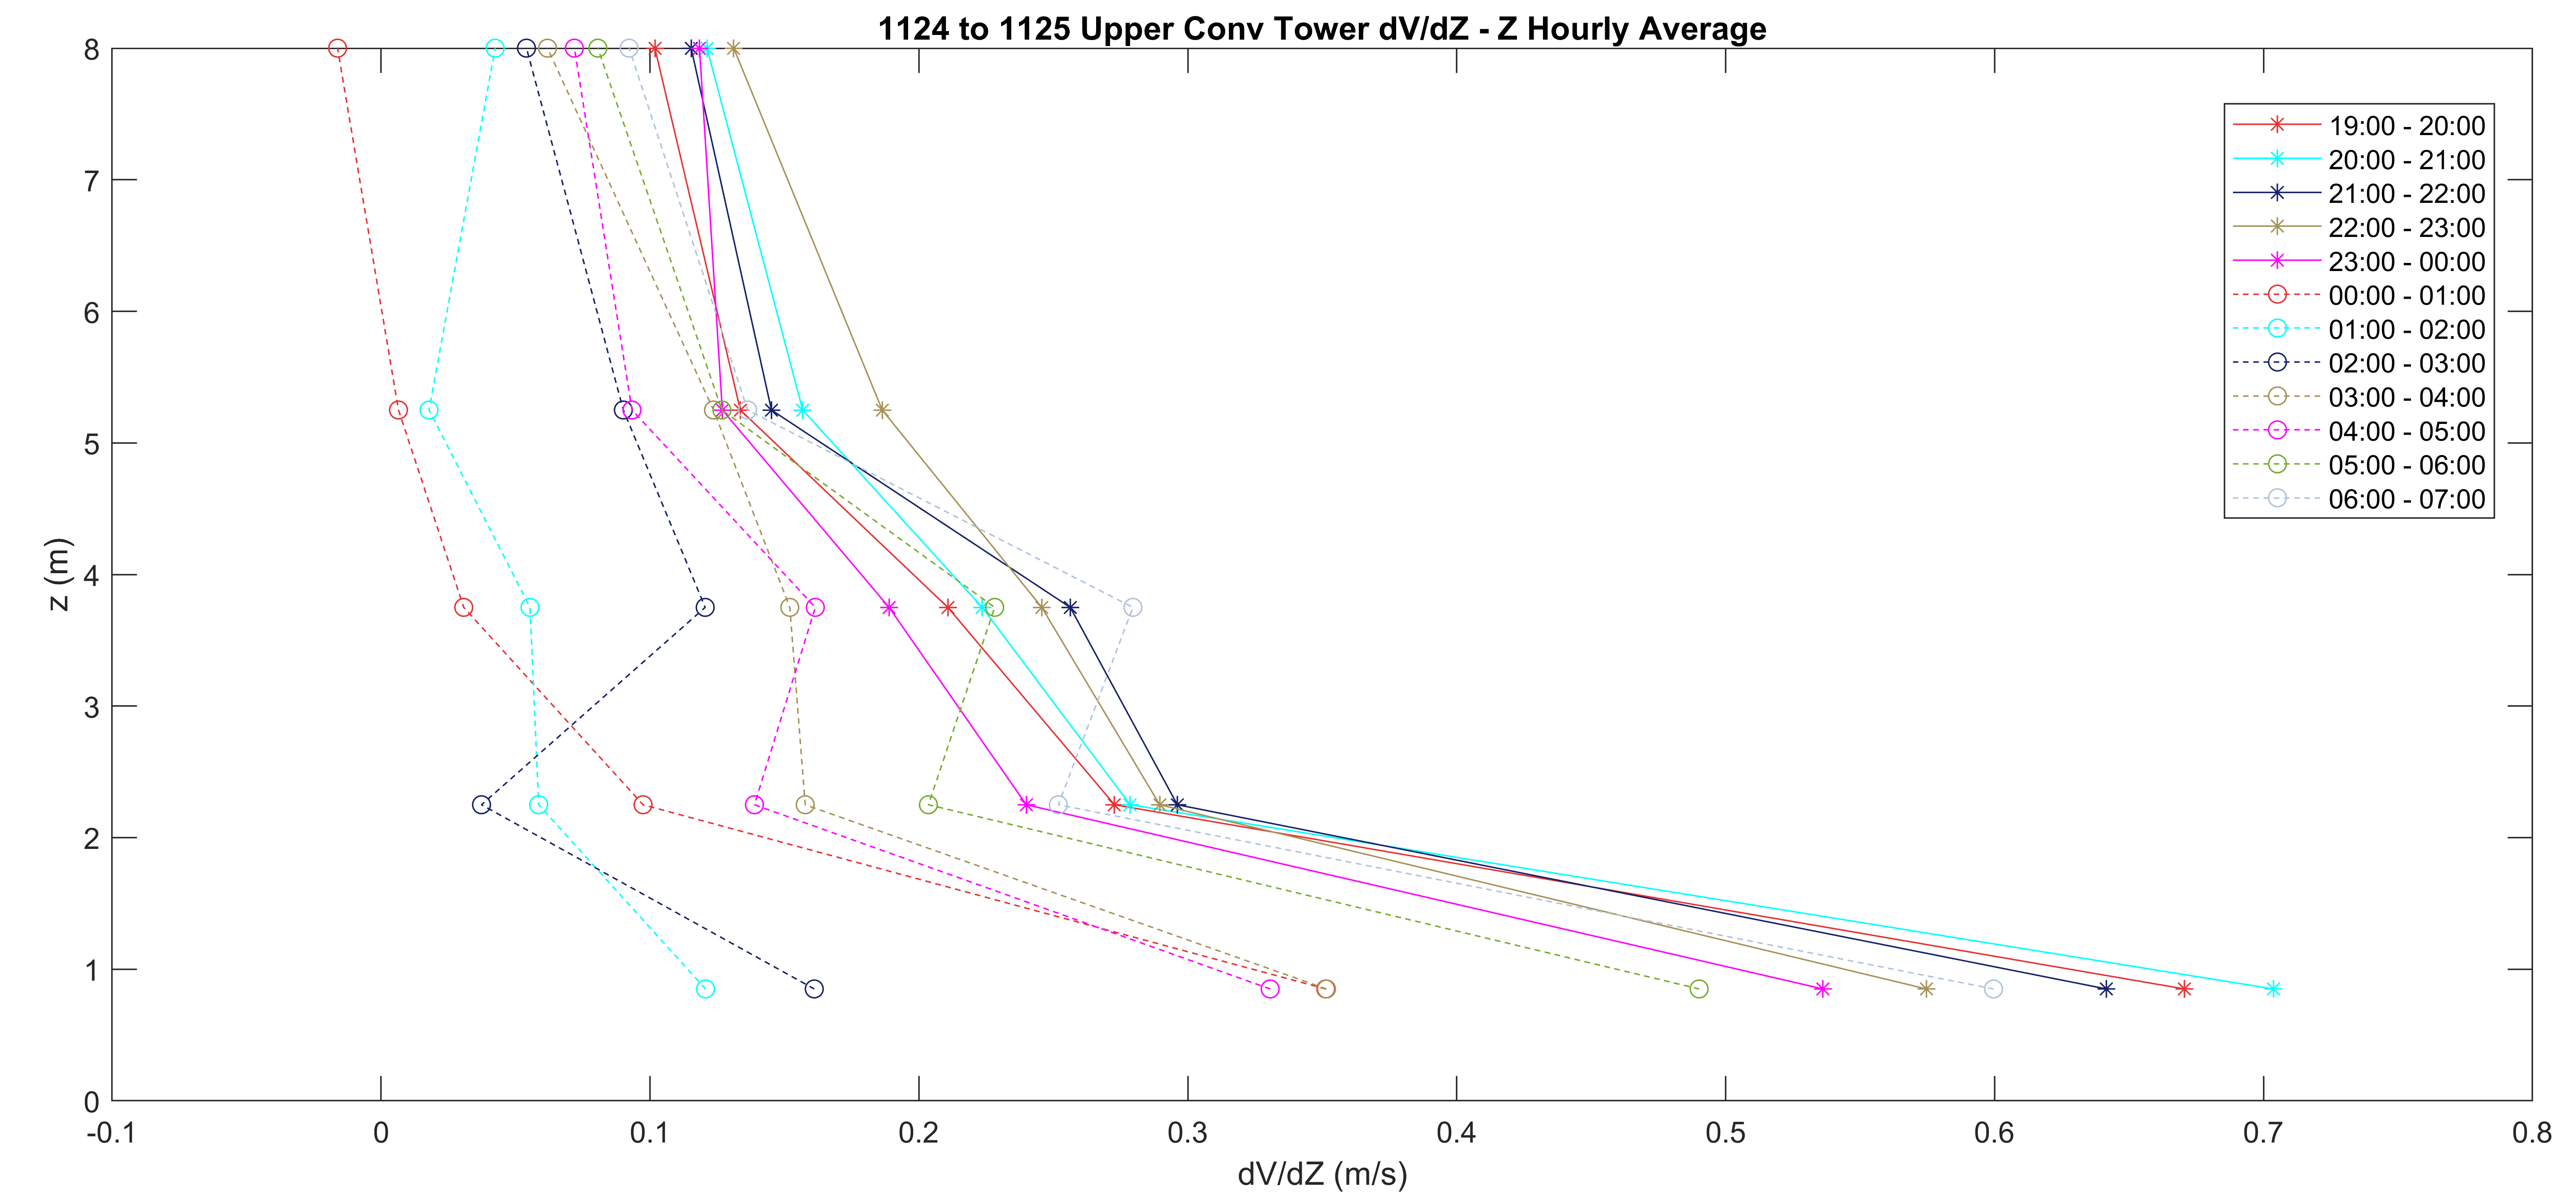 1124 to 1125 Upper Conv Tower dV/dZ - Z Hourly Average
8
7
6
5
4
3
2
1
0
z (m)
19:00 - 20:00
20:00 - 21:00
21:00 - 22:00
22:00 - 23:00
23:00 - 00:00
00:00 - 01:00
01:00 - 02:00
02:00 - 03:00
03:00 - 04:00
04:00 - 05:00
05:00 - 06:00
06:00 - 07:00
-0.1 0 0.1 0.2 0.3 0.4 0.5 0.6 0.7 0.8
dV/dZ (m/s)